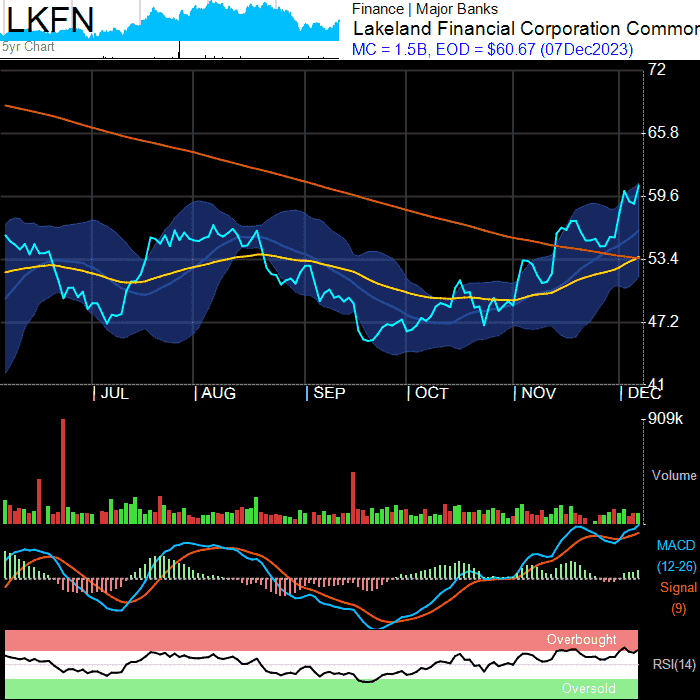 LKFN
5yr Chart
Finance | Major Banks
Lakeland Financial Corporation Common
MC = 1.5B, EOD = $60.67 (07Dec2023)
72
65.8
59.6
53.4
47.2
41
| JUL | AUG | SEP | OCT | NOV | DEC
909k
Volume
MACD
(12-26)
Signal
(9)
Overbought
RSI(14)
Oversold